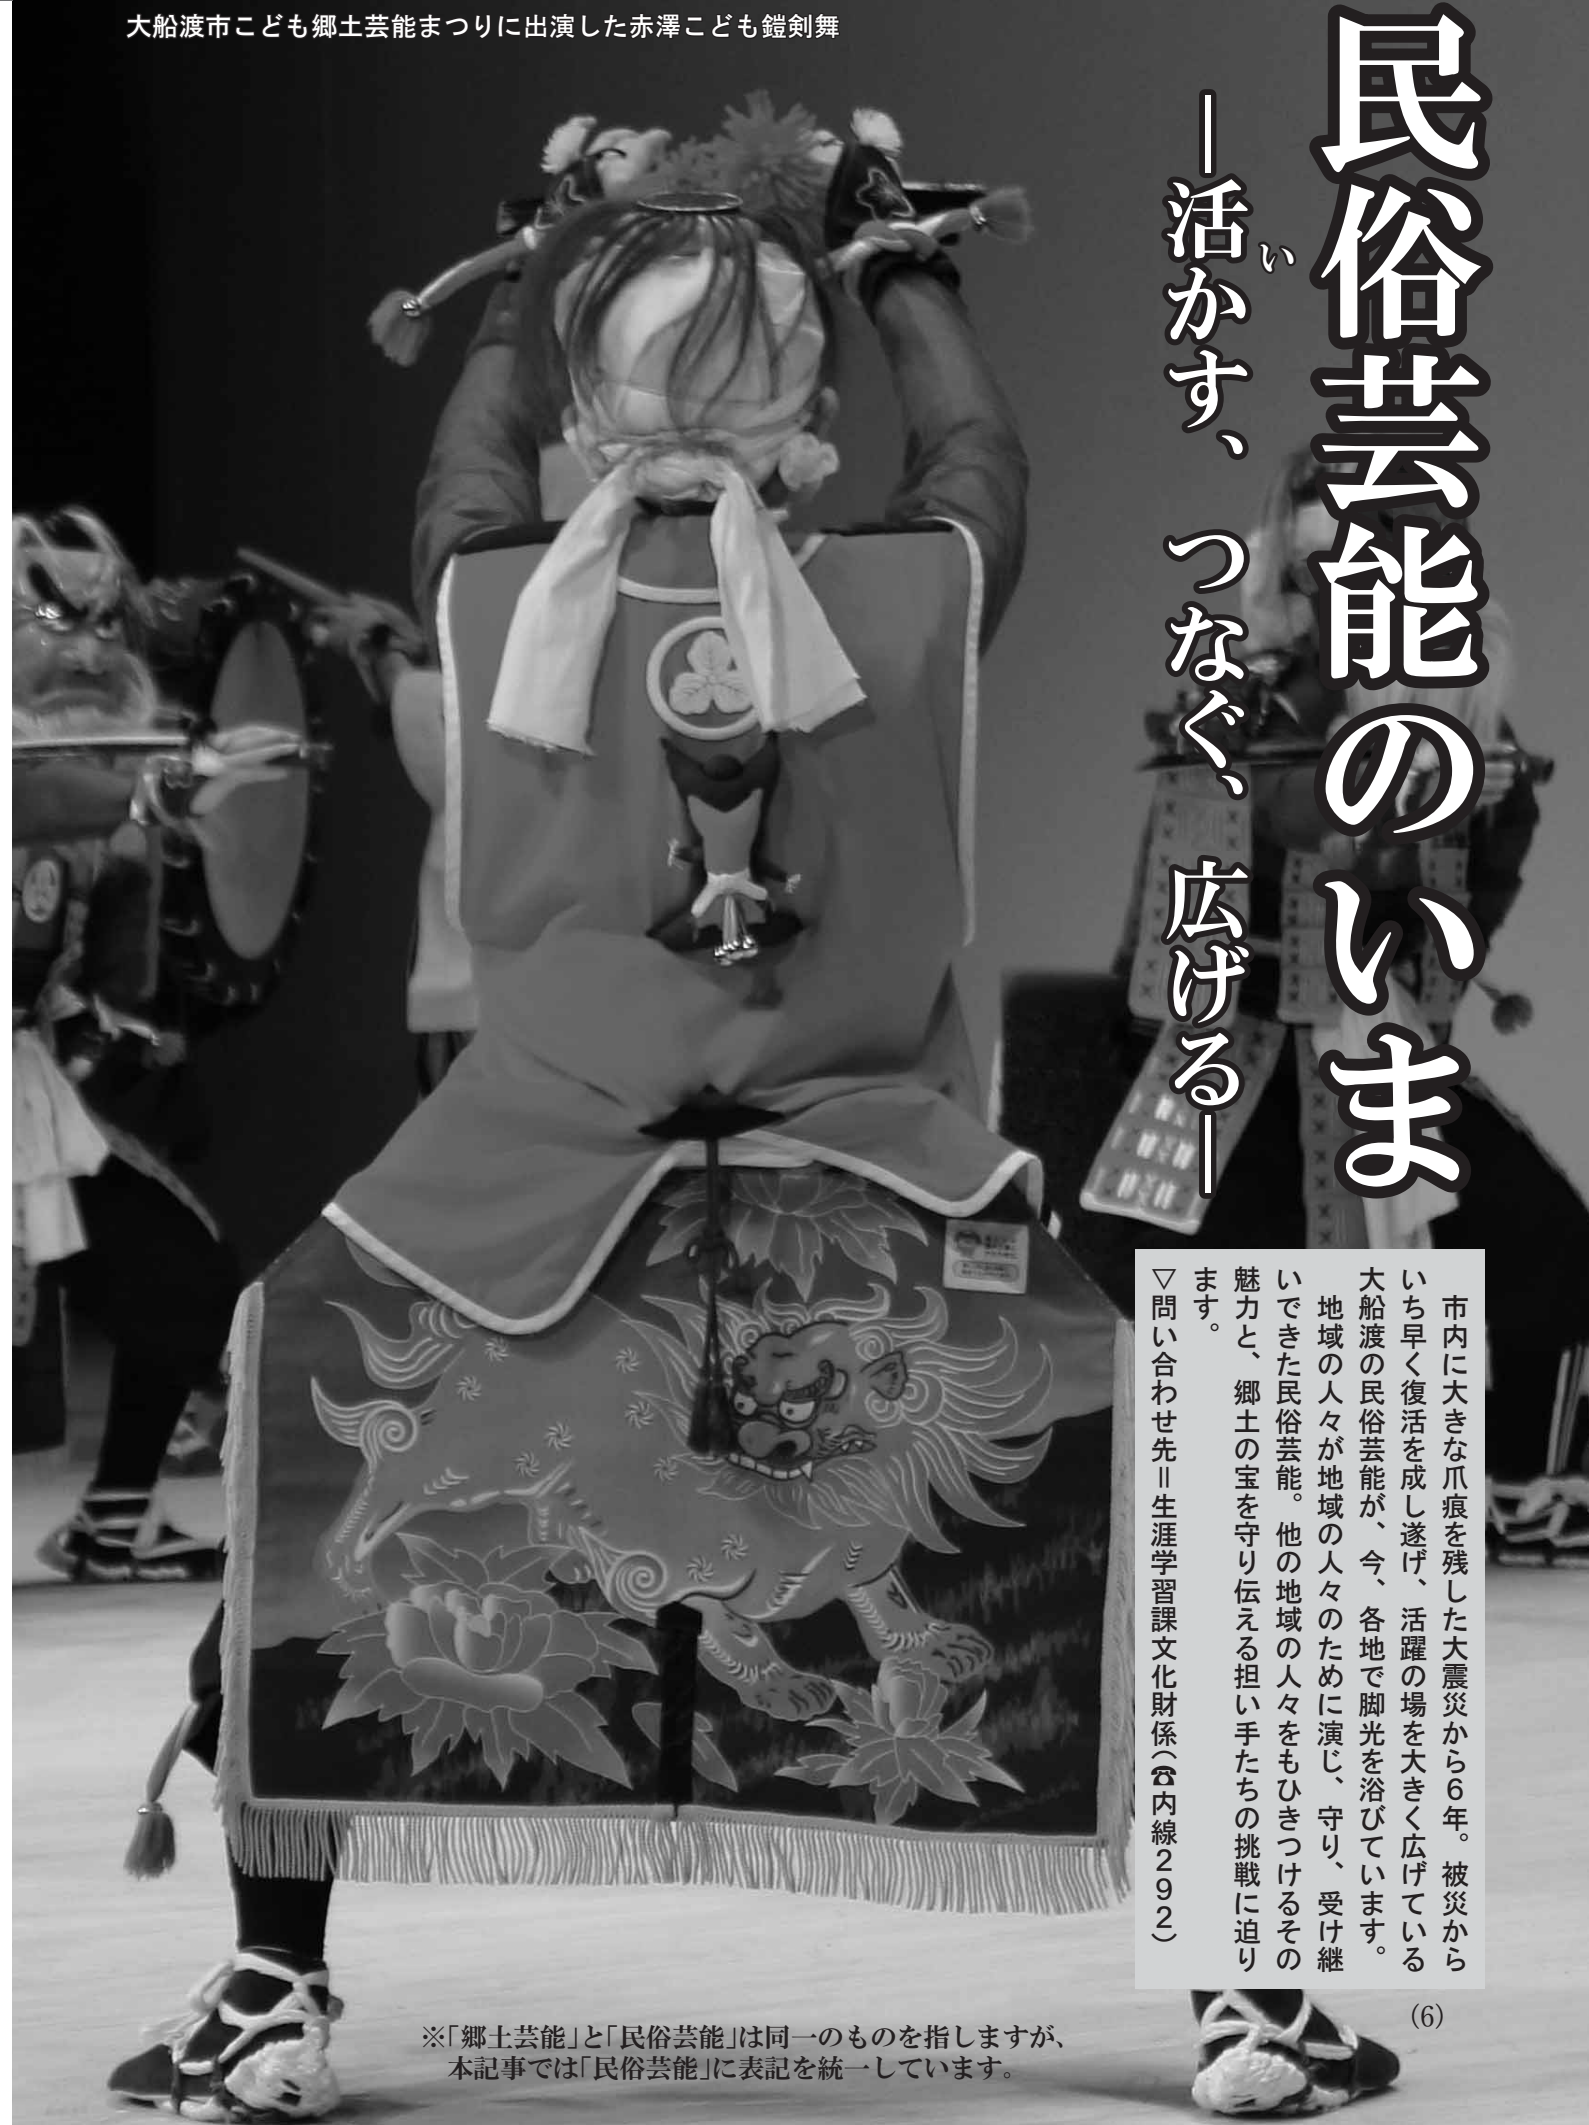 大船渡市こども郷土芸能まつりに出演した赤澤こども鎧剣舞
民俗芸能のいま
い
―活かす、つなぐ、広げる―
市内に大きな爪痕を残した大震災から６年。被災から
いち早く復活を成し遂げ、活躍の場を大きく広げている
大船渡の民俗芸能が、今、各地で脚光を浴びています。
地域の人々が地域の人々のために演じ、守り、受け継
いできた民俗芸能。他の地域の人々をもひきつけるその
魅力と、郷土の宝を守り伝える担い手たちの挑戦に迫り
ます。
▽問い合わせ先＝生涯学習課文化財係（☎内線２９２）
(6)
※「郷土芸能」と「民俗芸能」は同一のものを指しますが、
本記事では「民俗芸能」に表記を統一しています。